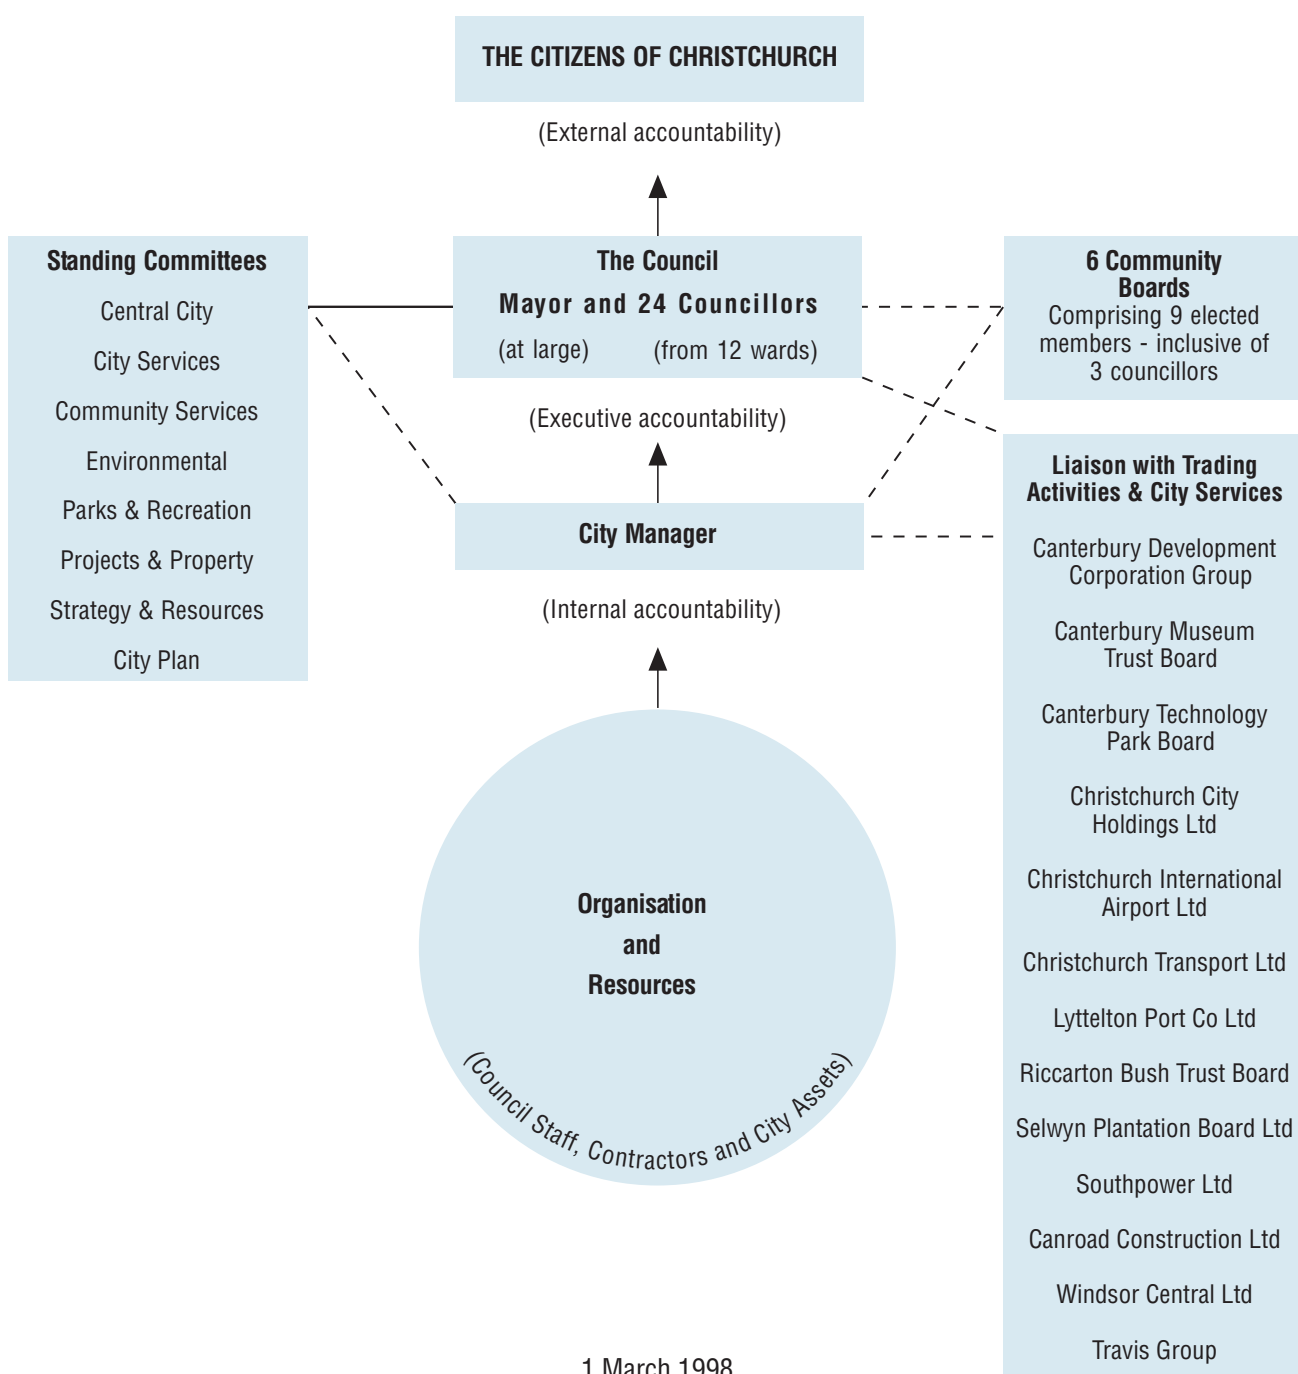 THE CITIZENS OF CHRISTCHURCH
(External accountability)
Standing Committees
Central City
City Services
Community Services
Environmental
Parks & Recreation
Projects & Property
Strategy & Resources
City Plan
The Council
Mayor and 24 Councillors
(at large) (from 12 wards)
(Executive accountability)
City Manager
(Internal accountability)
Organisation
and
Resources
(Council Staff, Contractors and City Assets)
6 Community
Boards
Comprising 9 elected
members - inclusive of
3 councillors
Liaison with Trading
Activities & City Services
Canterbury Development
Corporation Group
Canterbury Museum
Trust Board
Canterbury Technology
Park Board
Christchurch City
Holdings Ltd
Christchurch International
Airport Ltd
Christchurch Transport Ltd
Lyttelton Port Co Ltd
Riccarton Bush Trust Board
Selwyn Plantation Board Ltd
Southpower Ltd
Canroad Construction Ltd
Windsor Central Ltd
Travis Group
1 March 1998